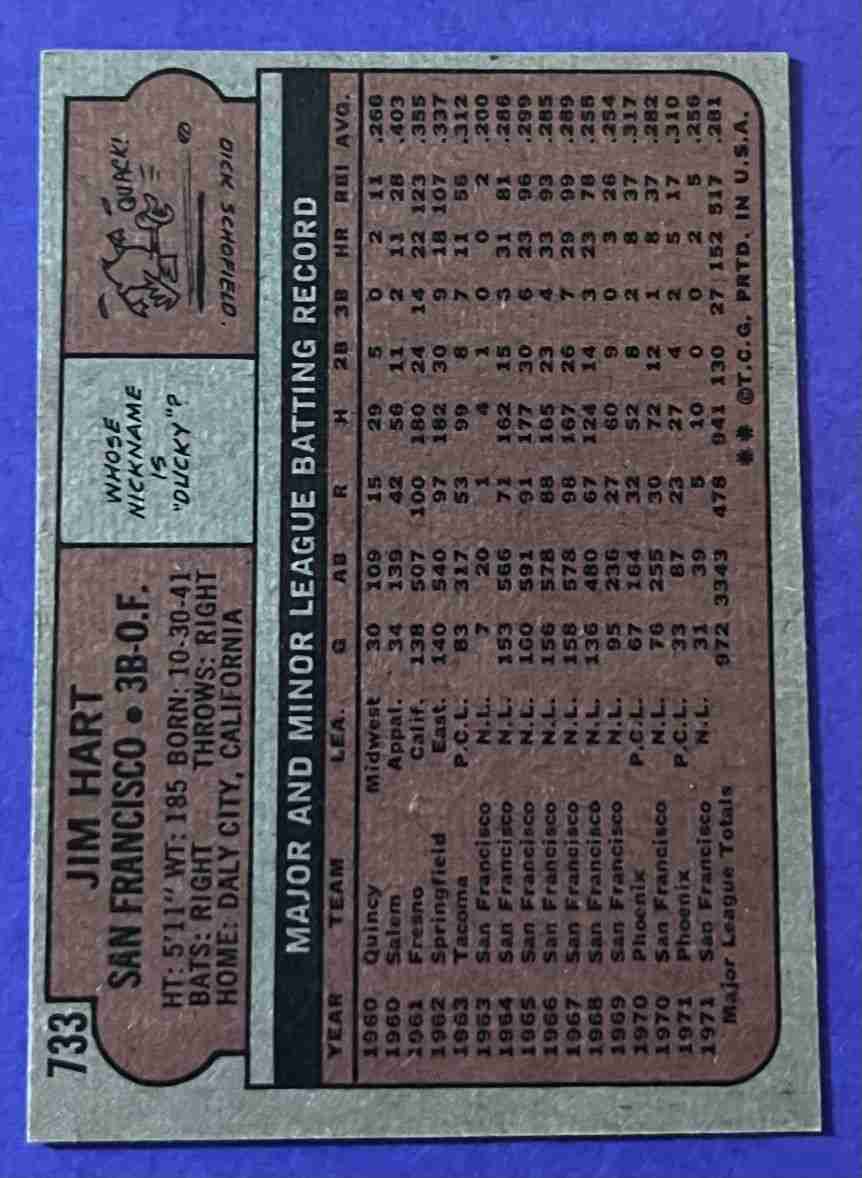 733
JIM HART
SAN FRANCISCO • 3B-O.F.
HT: 5'11" WT: 185 BORN: 10-30-41
BATS: RIGHT THROWS: RIGHT
HOME: DALY CITY, CALIFORNIA
WHOSE
NICKNAME
IS
"DUCKY"?
QUACK!
DICK SCHOFIELD.
MAJOR AND MINOR LEAGUE BATTING RECORD
YEAR TEAM LEA. G AB R H 2B 3B HR RBI AVG.
1960 Quincy Midwest 30 109 15 29 5 0 2 11 .266
1960 Salem Appal. 34 139 42 56 11 2 11 28 .403
1961 Fresno Calif. 138 507 100 180 24 14 22 123 .355
1962 Springfield East. 140 540 97 182 30 9 18 107 .337
1963 Tacoma P.C.L. 83 317 53 99 8 7 11 56 .312
1963 San Francisco N.L. 7 20 1 4 1 0 0 2 .200
1964 San Francisco N.L. 153 566 71 162 15 5 31 81 .286
1965 San Francisco N.L. 160 591 91 177 30 6 23 96 .299
1966 San Francisco N.L. 156 578 88 165 23 4 33 93 .285
1967 San Francisco N.L. 158 578 98 167 26 7 29 99 .289
1968 San Francisco N.L. 136 480 67 124 14 3 23 78 .258
1969 San Francisco N.L. 95 236 27 60 9 0 3 26 .254
1970 Phoenix P.C.L. 67 164 32 52 8 2 8 37 .317
1970 San Francisco N.L. 76 255 30 72 12 1 8 37 .282
1971 Phoenix P.C.L. 33 87 23 27 4 2 5 17 .310
1971 San Francisco N.L. 31 39 5 10 0 0 2 5 .256
Major League Totals 972 3343 478 941 130 27 152 517 .281
** ©T.C.G. PRTD. IN U.S.A.